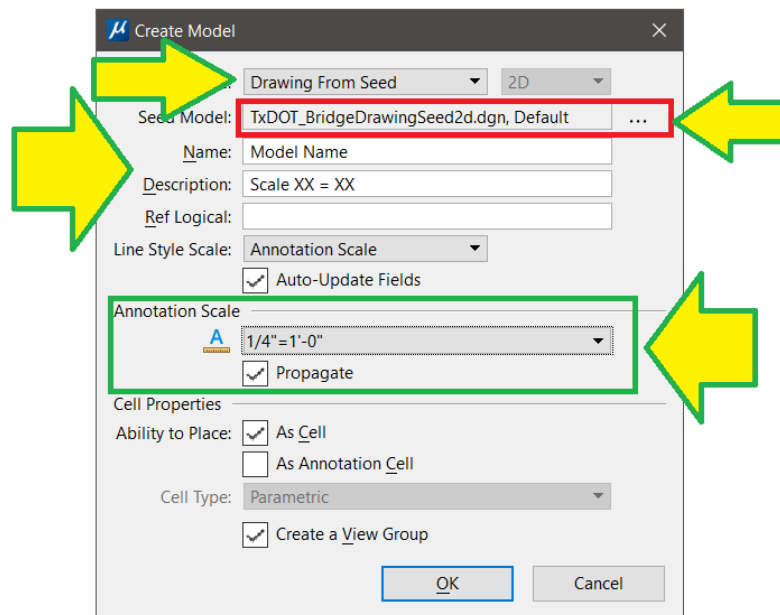 Create Model
Drawing From Seed 2D
Seed Model: TxDOT_BridgeDrawingSeed2d.dgn, Default ...
Name: Model Name
Description: Scale XX = XX
Ref Logical:
Line Style Scale: Annotation Scale
Auto-Update Fields
Annotation Scale
A 1/4"=1'-0"
Propagate
Cell Properties
Ability to Place: As Cell
As Annotation Cell
Cell Type: Parametric
Create a View Group
OK Cancel